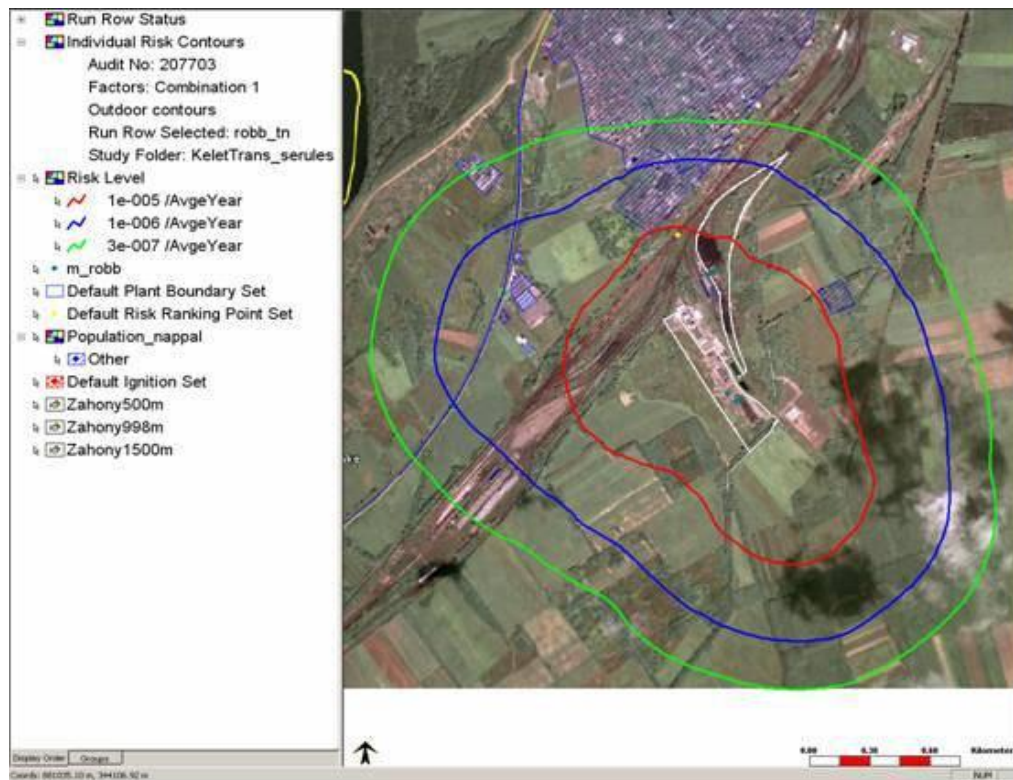 Run Row Status
Individual Risk Contours
Audit No: 207703
Factors: Combination 1
Outdoor contours
Run Row Selected: robb_tn
Study Folder: KeletTrans_serules
Risk Level
1e-005 /AvgeYear
1e-006 /AvgeYear
3e-007 /AvgeYear
m_robb
Default Plant Boundary Set
Default Risk Ranking Point Set
Population_nappal
Other
Default Ignition Set
Zahony500m
Zahony998m
Zahony1500m
0.00 0.30 0.60 Kilometer
Display Order Groups
NUM